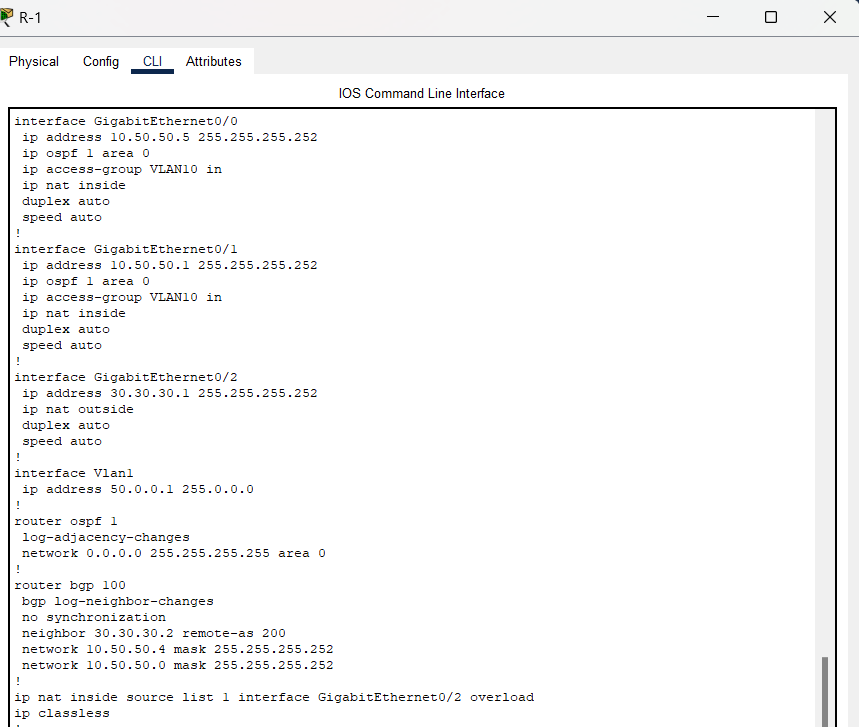 R-1
Physical Config CLI Attributes
IOS Command Line Interface
interface GigabitEthernet0/0
ip address 10.50.50.5 255.255.255.252
ip ospf 1 area 0
ip access-group VLAN10 in
ip nat inside
duplex auto
speed auto
!
interface GigabitEthernet0/1
ip address 10.50.50.1 255.255.255.252
ip ospf 1 area 0
ip access-group VLAN10 in
ip nat inside
duplex auto
speed auto
!
interface GigabitEthernet0/2
ip address 30.30.30.1 255.255.255.252
ip nat outside
duplex auto
speed auto
!
interface Vlan1
ip address 50.0.0.1 255.0.0.0
!
router ospf 1
log-adjacency-changes
network 0.0.0.0 255.255.255.255 area 0
!
router bgp 100
bgp log-neighbor-changes
no synchronization
neighbor 30.30.30.2 remote-as 200
network 10.50.50.4 mask 255.255.255.252
network 10.50.50.0 mask 255.255.255.252
!
ip nat inside source list 1 interface GigabitEthernet0/2 overload
ip classless
!